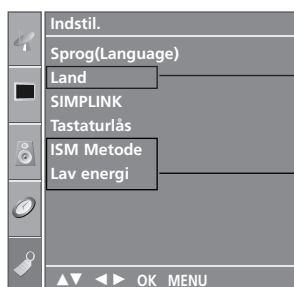 Indstil.
Sprog(Language)
Land
SIMPLINK
Tastaturlås
ISM Metode
Lav energi
▲▼ ◄► OK MENU